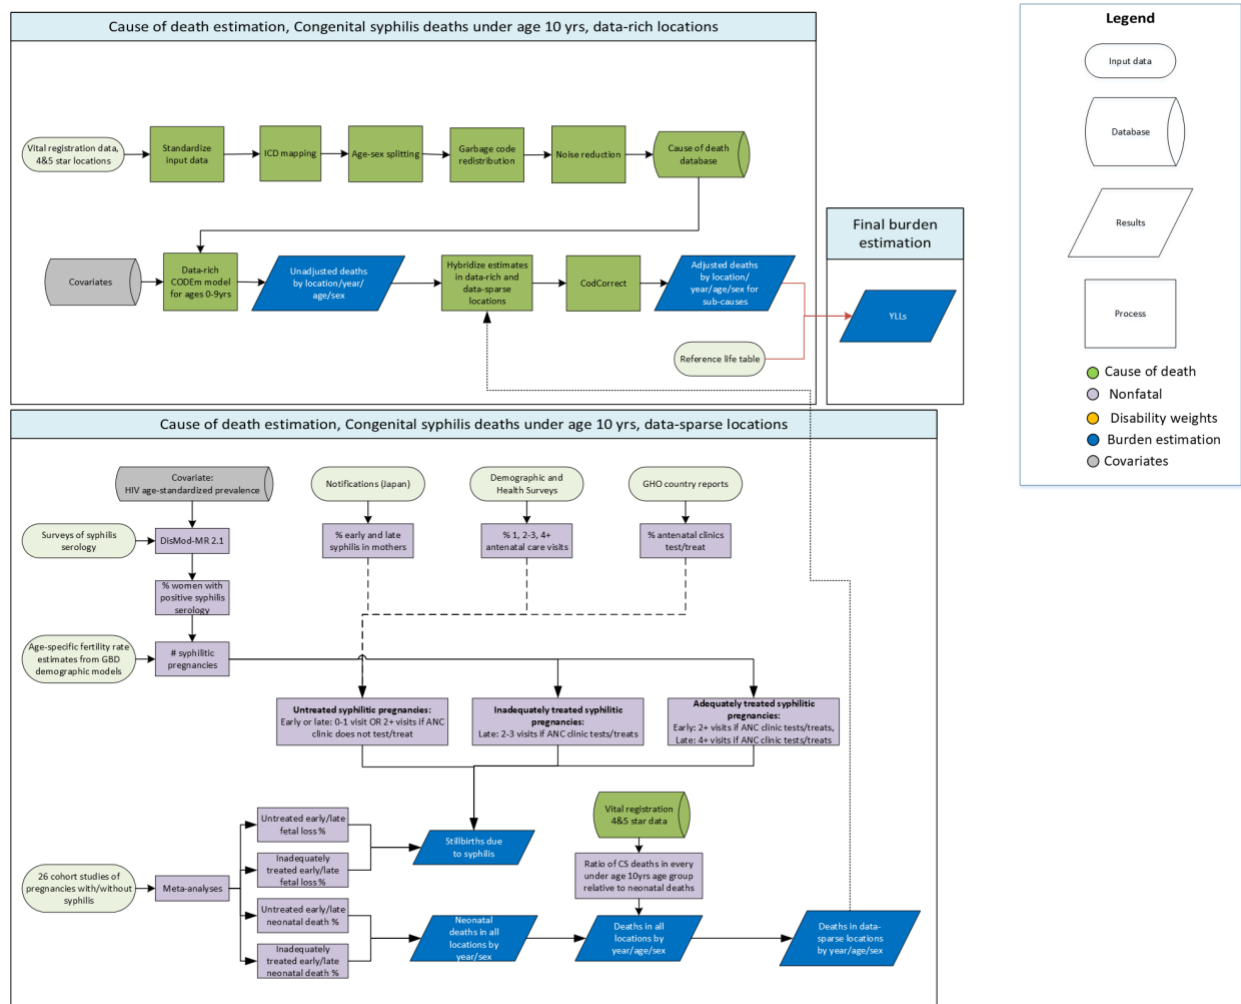 Cause of death estimation, Congenital syphilis deaths under age 10 yrs, data-rich locations
Vital registration data,
4&5 star locations
Standardize
input data
ICD mapping
Age-sex splitting
Garbage code
redistribution
Noise reduction
Cause of death
database
Covariates
Data-rich
CODEm model
for ages 0-9yrs
Unadjusted deaths
by location/year/
age/sex
Hybridize estimates
in data-rich and
data-sparse
locations
CodCorrect
Adjusted deaths
by location/
year/age/sex for
sub-causes
Reference life table
Final burden
estimation
YLLs
Legend
Input data
Database
Results
Process
Cause of death
Nonfatal
Disability weights
Burden estimation
Covariates
Cause of death estimation, Congenital syphilis deaths under age 10 yrs, data-sparse locations
Covariate:
HIV age-standardized prevalence
Notifications (Japan)
Demographic and
Health Surveys
GHO country reports
Surveys of syphilis
serology
DisMod-MR 2.1
% early and late
syphilis in mothers
% 1, 2-3, 4+
antenatal care visits
% antenatal clinics
test/treat
% women with
positive syphilis
serology
Age-specific fertility rate
estimates from GBD
demographic models
# syphilitic
pregnancies
Untreated syphilitic pregnancies:
Early or late: 0-1 visit OR 2+ visits if ANC
clinic does not test/treat
Inadequately treated syphilitic
pregnancies:
Late: 2-3 visits if ANC clinic tests/treats
Adequately treated syphilitic
pregnancies:
Early: 2+ visits if ANC clinic tests/treats,
Late: 4+ visits if ANC clinic tests/treats
26 cohort studies of
pregnancies with/without
syphilis
Meta-analyses
Untreated early/late
fetal loss %
Inadequately
treated early/late
fetal loss %
Untreated early/late
neonatal death %
Inadequately
treated early/late
neonatal death %
Stillbirths due
to syphilis
Vital registration
4&5 star data
Ratio of CS deaths in every
under age 10yrs age group
relative to neonatal deaths
Neonatal
deaths in all
locations by
year/sex
Deaths in all
locations by
year/age/sex
Deaths in data-
sparse locations
by year/age/sex